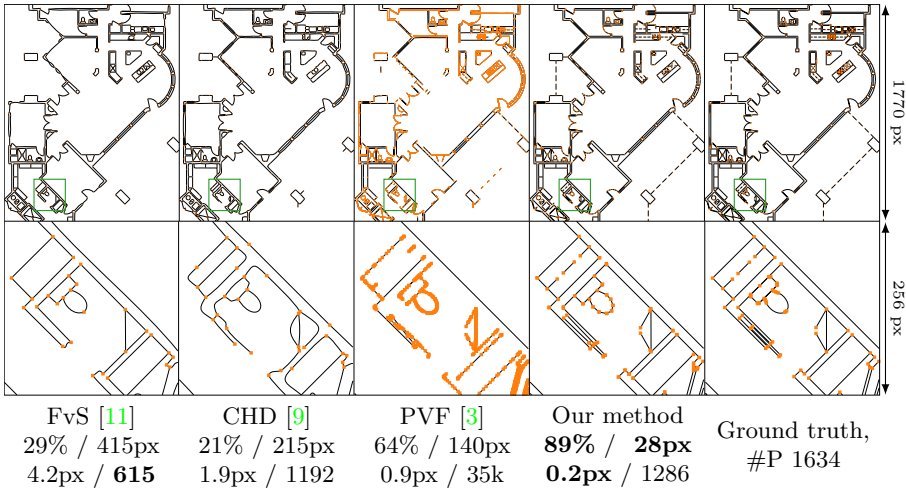 1770 px
256 px
FvS [11]
29% / 415px
4.2px / 615
CHD [9]
21% / 215px
1.9px / 1192
PVF [3]
64% / 140px
0.9px / 35k
Our method
89% / 28px
0.2px / 1286
Ground truth,
#P 1634